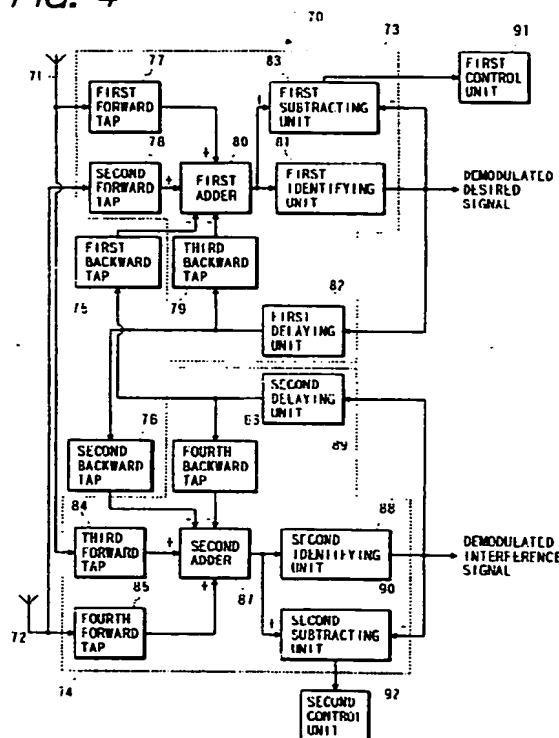 FIG. 4
70
71
77
83
73
91
FIRST
FORWARD
TAP
FIRST
SUBTRACTING
UNIT
FIRST
CONTROL
UNIT
78
80
81
SECOND
FORWARD
TAP
+
+
FIRST
ADDER
+
-
FIRST
IDENTIFYING
UNIT
DEMODULATED
DESIRED
SIGNAL
-
-
FIRST
BACKWARD
TAP
THIRD
BACKWARD
TAP
75
79
82
FIRST
DELAYING
UNIT
SECOND
DELAYING
UNIT
76
89
SECOND
BACKWARD
TAP
FOURTH
BACKWARD
TAP
84
88
-
-
THIRD
FORWARD
TAP
+
SECOND
ADDER
SECOND
IDENTIFYING
UNIT
DEMODULATED
INTERFERENCE
SIGNAL
85
+
87
90
72
FOURTH
FORWARD
TAP
+
-
SECOND
SUBTRACTING
UNIT
74
92
SECOND
CONTROL
UNIT